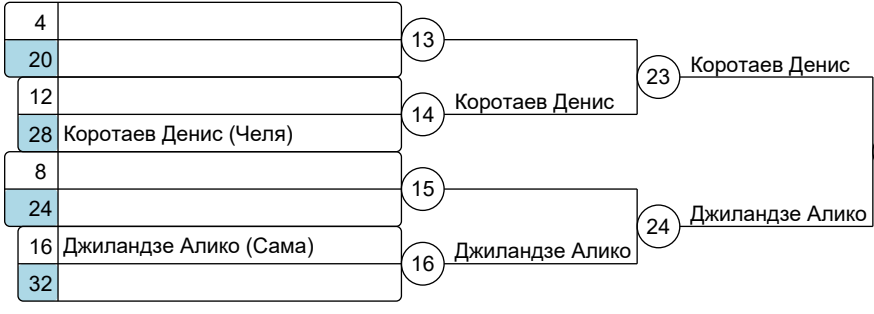 4
13
20
Коротаев Денис
23
12
Коротаев Денис
14
28 Коротаев Денис (Челя)
8
15
24
Джиландзе Алико
24
16 Джиландзе Алико (Сама)
Джиландзе Алико
16
32